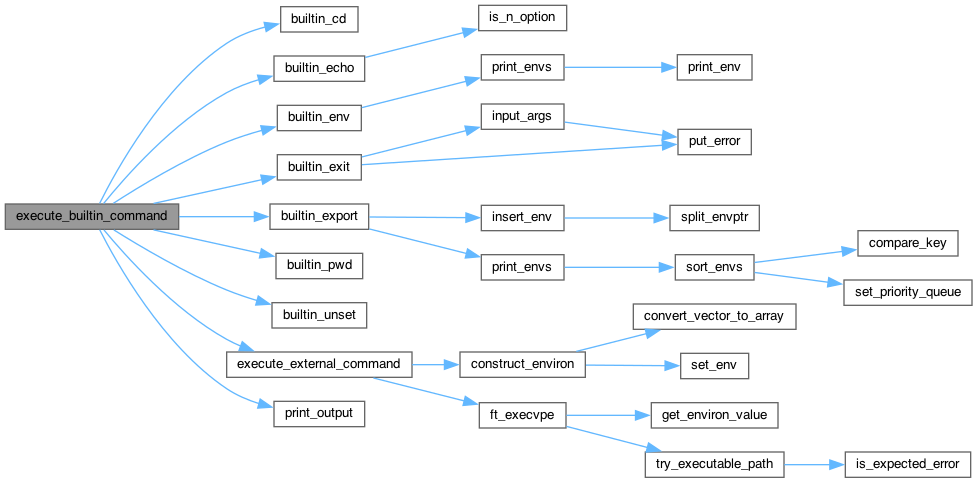 builtin_cd
is_n_option
builtin_echo
print_envs
print_env
builtin_env
input_args
put_error
builtin_exit
execute_builtin_command
builtin_export
insert_env
split_envptr
compare_key
builtin_pwd
print_envs
sort_envs
set_priority_queue
builtin_unset
convert_vector_to_array
execute_external_command
construct_environ
set_env
print_output
ft_execvpe
get_environ_value
try_executable_path
is_expected_error